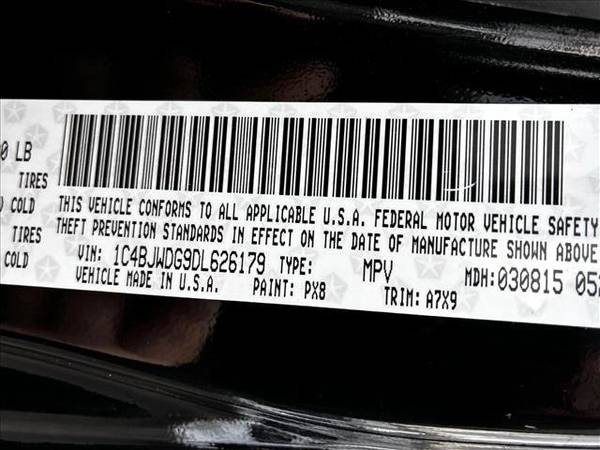 0 LB
TIRES
COLD
TIRES
COLD
THIS VEHICLE CONFORMS TO ALL APPLICABLE U.S.A. FEDERAL MOTOR VEHICLE SAFETY
THEFT PREVENTION STANDARDS IN EFFECT ON THE DATE OF MANUFACTURE SHOWN ABOVE
VIN: 1C4BJWDG9DL626179 TYPE: MPV MDH:030815 052
VEHICLE MADE IN U.S.A. PAINT: PX8 TRIM: A7X9